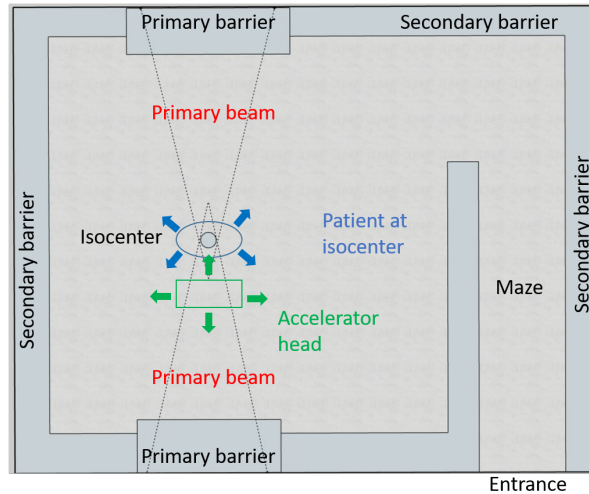 Primary barrier
Secondary barrier
Primary beam
Secondary barrier
Isocenter
Patient at
isocenter
Secondary barrier
Maze
Accelerator
head
Primary beam
Primary barrier
Entrance